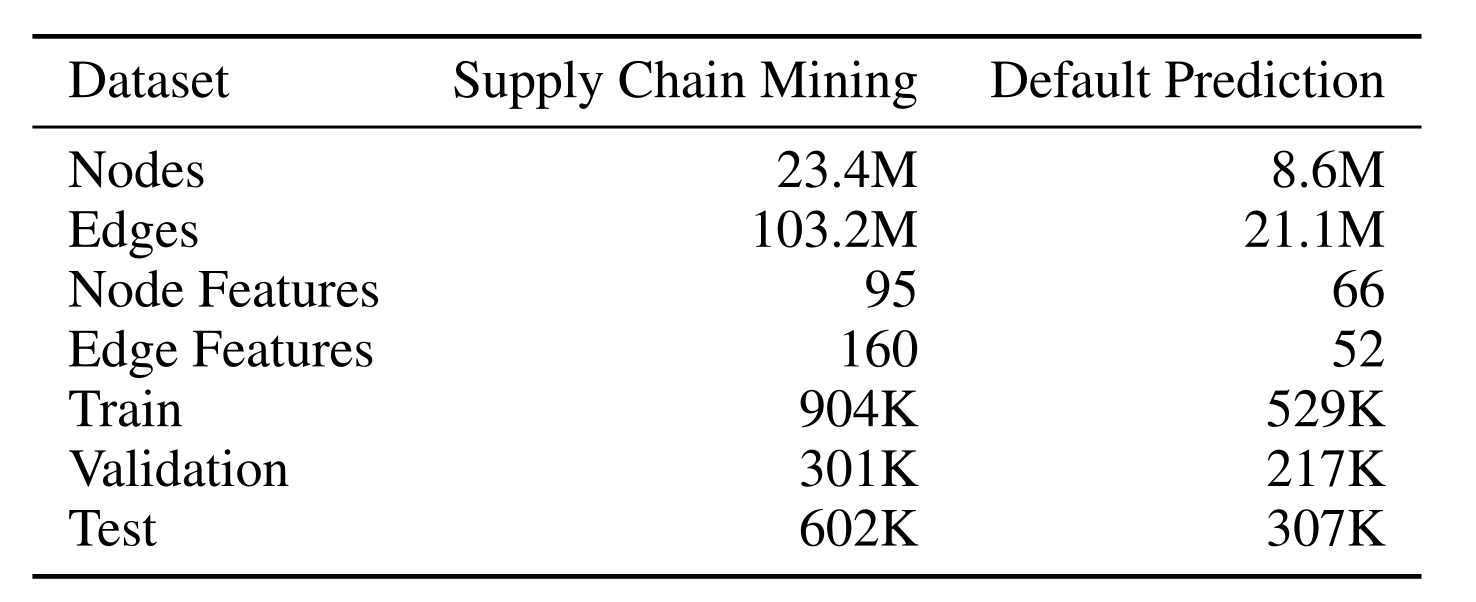 Dataset Supply Chain Mining Default Prediction
Nodes 23.4M 8.6M
Edges 103.2M 21.1M
Node Features 95 66
Edge Features 160 52
Train 904K 529K
Validation 301K 217K
Test 602K 307K